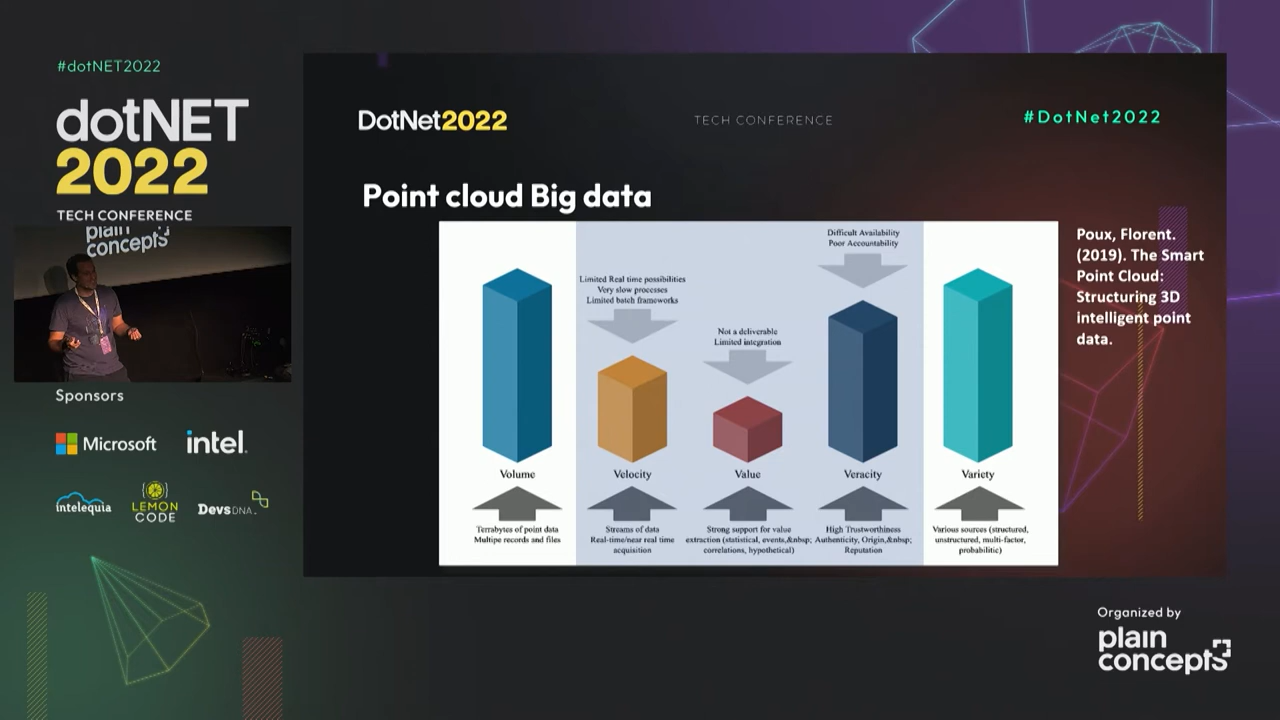 #dotNET2022
dotNET
2022
TECH CONFERENCE
plain
concepts
Sponsors
Microsoft
intel.
intelequia
LEMON
CODE
DevsDNA
DotNet2022
TECH CONFERENCE
#DotNet2022
Point cloud Big data
Difficult Availability
Poor Accountability
Limited Real time possibilities
Very slow processes
Limited batch frameworks
Not a deliverable
Limited integration
Volume
Velocity
Value
Veracity
Variety
Terrabytes of point data
Multipe records and files
Streams of data
Real-time/near real time
acquisition
Strong support for value
extraction (statistical, events,&nbsp;
correlations, hypothetical)
High Trustworthiness
Authenticity, Origin,&nbsp;
Reputation
Various sources (structured,
unstructured, multi-factor,
probabilitic)
Poux, Florent.
(2019). The Smart
Point Cloud:
Structuring 3D
intelligent point
data.
Organized by
plain
concepts